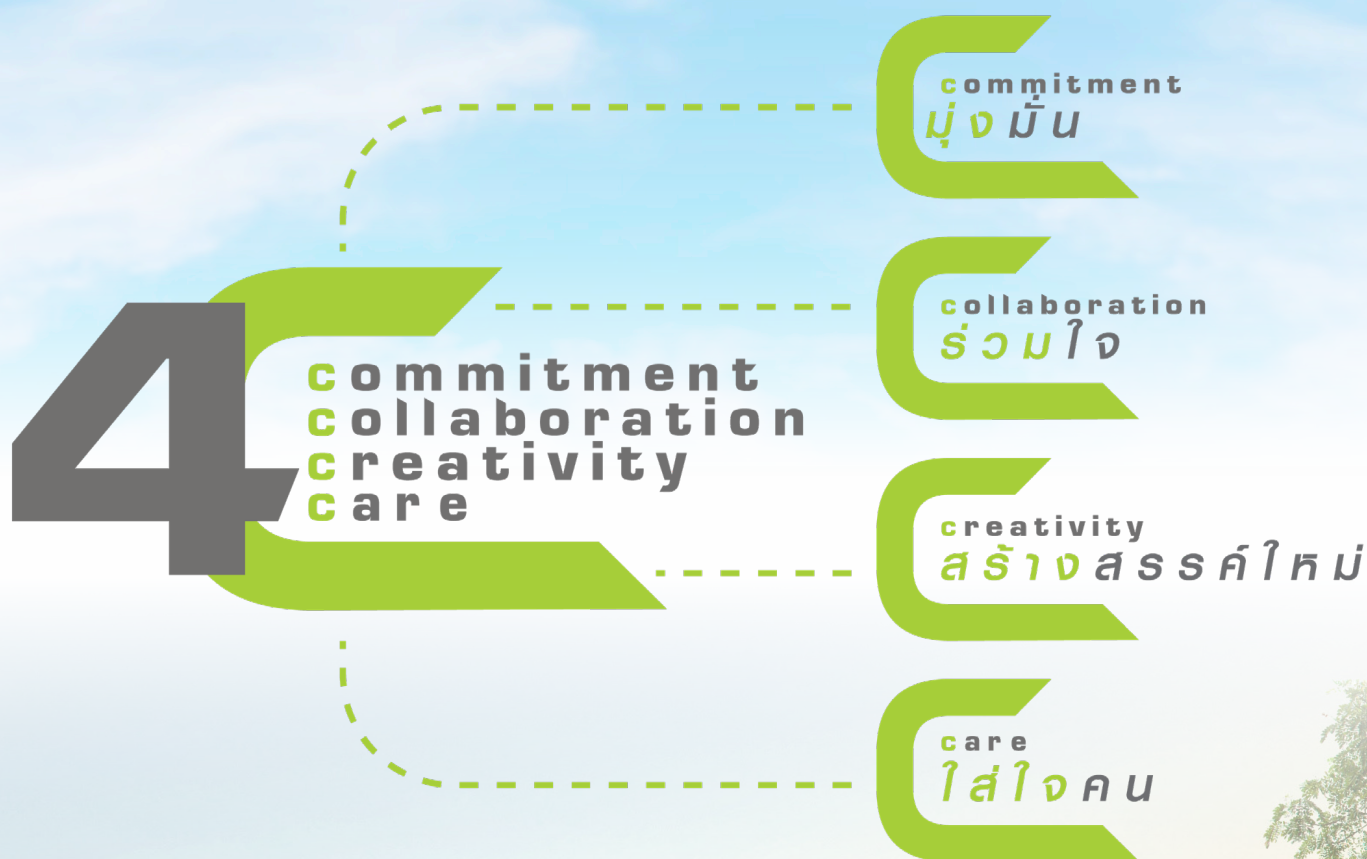 4
commitment
collaboration
creativity
care
commitment
มุ่งมั่น
collaboration
ร่วมใจ
creativity
สร้างสรรค์ใหม่
care
ใส่ใจคน